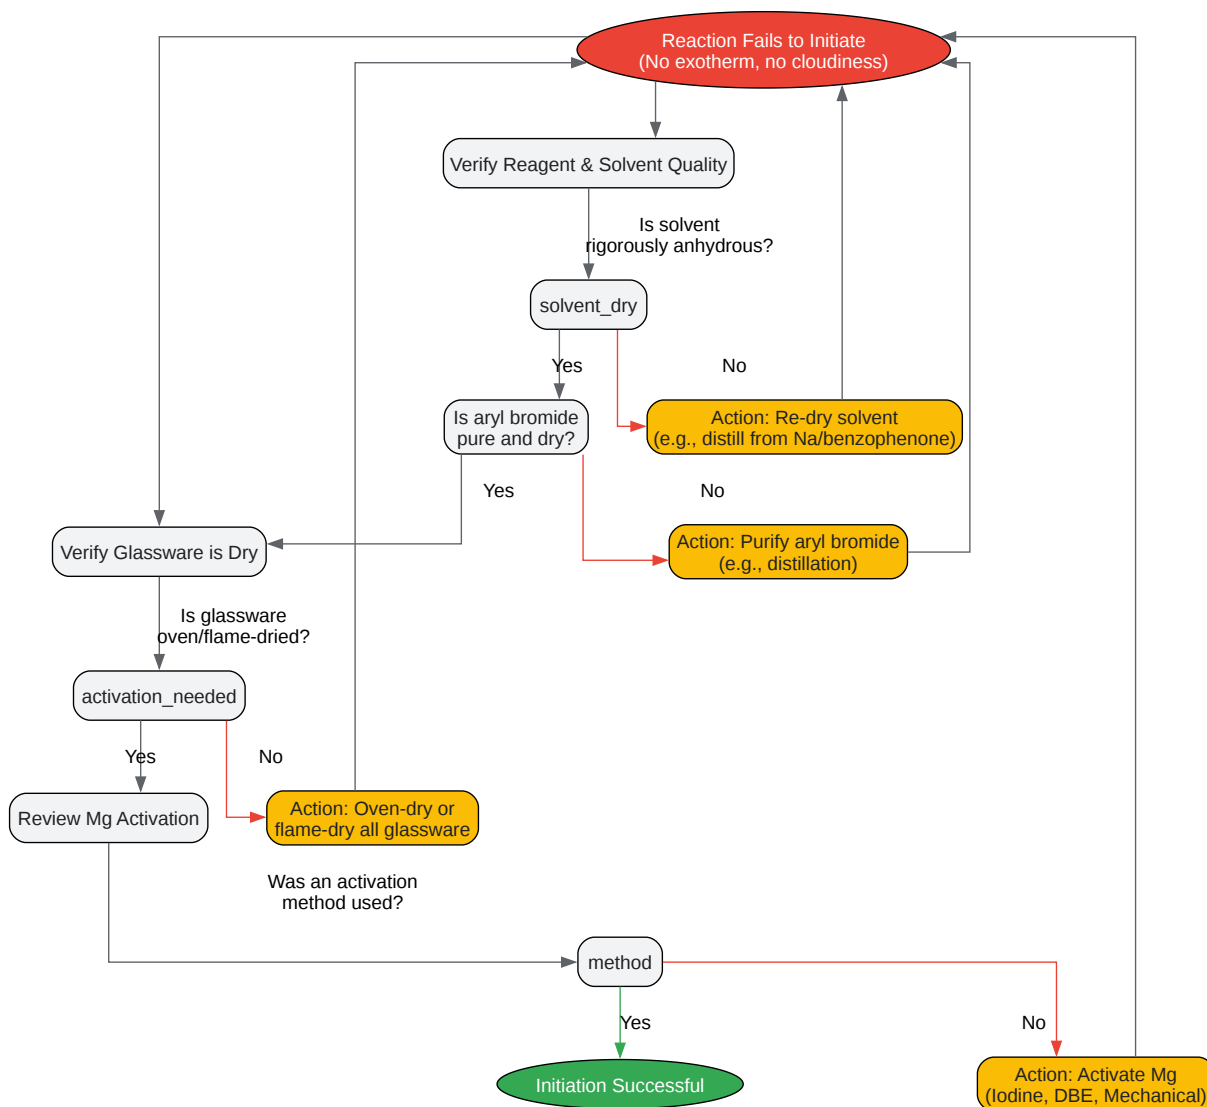 Reaction Fails to Initiate
(No exotherm, no cloudiness)
Verify Reagent & Solvent Quality
Is solvent
rigorously anhydrous?
solvent_dry
Yes
No
Is aryl bromide
pure and dry?
Action: Re-dry solvent
(e.g., distill from Na/benzophenone)
Yes
No
Verify Glassware is Dry
Action: Purify aryl bromide
(e.g., distillation)
Is glassware
oven/flame-dried?
activation_needed
Yes
No
Review Mg Activation
Action: Oven-dry or
flame-dry all glassware
Was an activation
method used?
method
Yes
No
Initiation Successful
Action: Activate Mg
(Iodine, DBE, Mechanical)